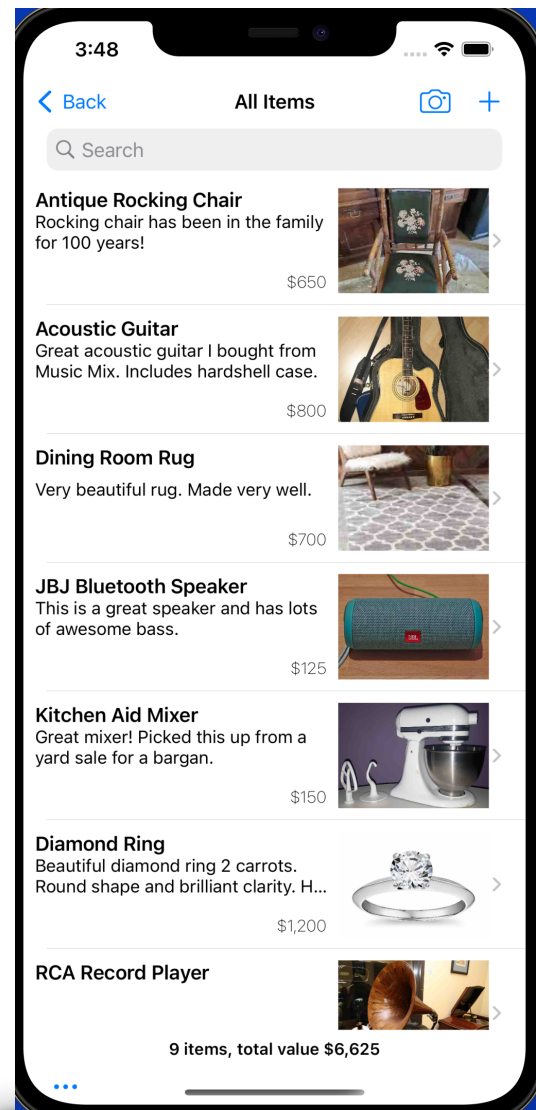 3:48
Back
All Items
Search
Antique Rocking Chair
Rocking chair has been in the family
for 100 years!
$650
Acoustic Guitar
Great acoustic guitar I bought from
Music Mix. Includes hardshell case.
$800
Dining Room Rug
Very beautiful rug. Made very well.
$700
JBJ Bluetooth Speaker
This is a great speaker and has lots
of awesome bass.
JBL
$125
Kitchen Aid Mixer
Great mixer! Picked this up from a
yard sale for a bargan.
$150
Diamond Ring
Beautiful diamond ring 2 carrots.
Round shape and brilliant clarity. H...
$1,200
RCA Record Player
9 items, total value $6,625